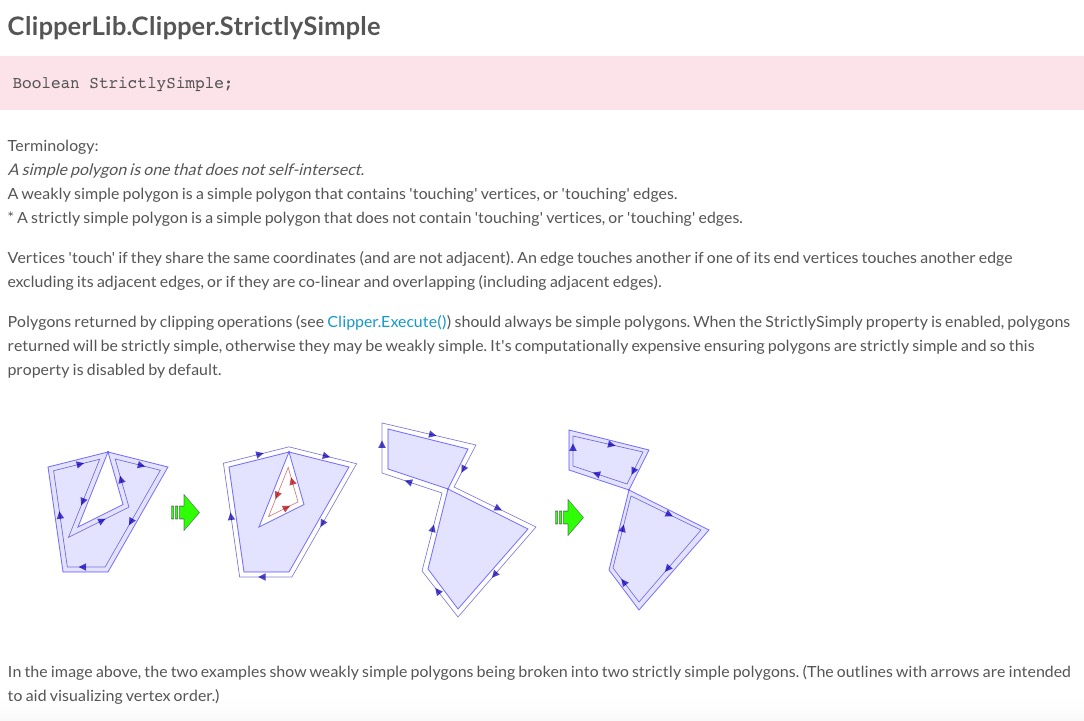 ClipperLib.Clipper.StrictlySimple
Boolean StrictlySimple;
Terminology:
A simple polygon is one that does not self-intersect.
A weakly simple polygon is a simple polygon that contains 'touching' vertices, or 'touching' edges.
* A strictly simple polygon is a simple polygon that does not contain 'touching' vertices, or 'touching' edges.
Vertices 'touch' if they share the same coordinates (and are not adjacent). An edge touches another if one of its end vertices touches another edge
excluding its adjacent edges, or if they are co-linear and overlapping (including adjacent edges).
Polygons returned by clipping operations (see Clipper.Execute()) should always be simple polygons. When the StrictlySimply property is enabled, polygons
returned will be strictly simple, otherwise they may be weakly simple. It's computationally expensive ensuring polygons are strictly simple and so this
property is disabled by default.
In the image above, the two examples show weakly simple polygons being broken into two strictly simple polygons. (The outlines with arrows are intended
to aid visualizing vertex order.)